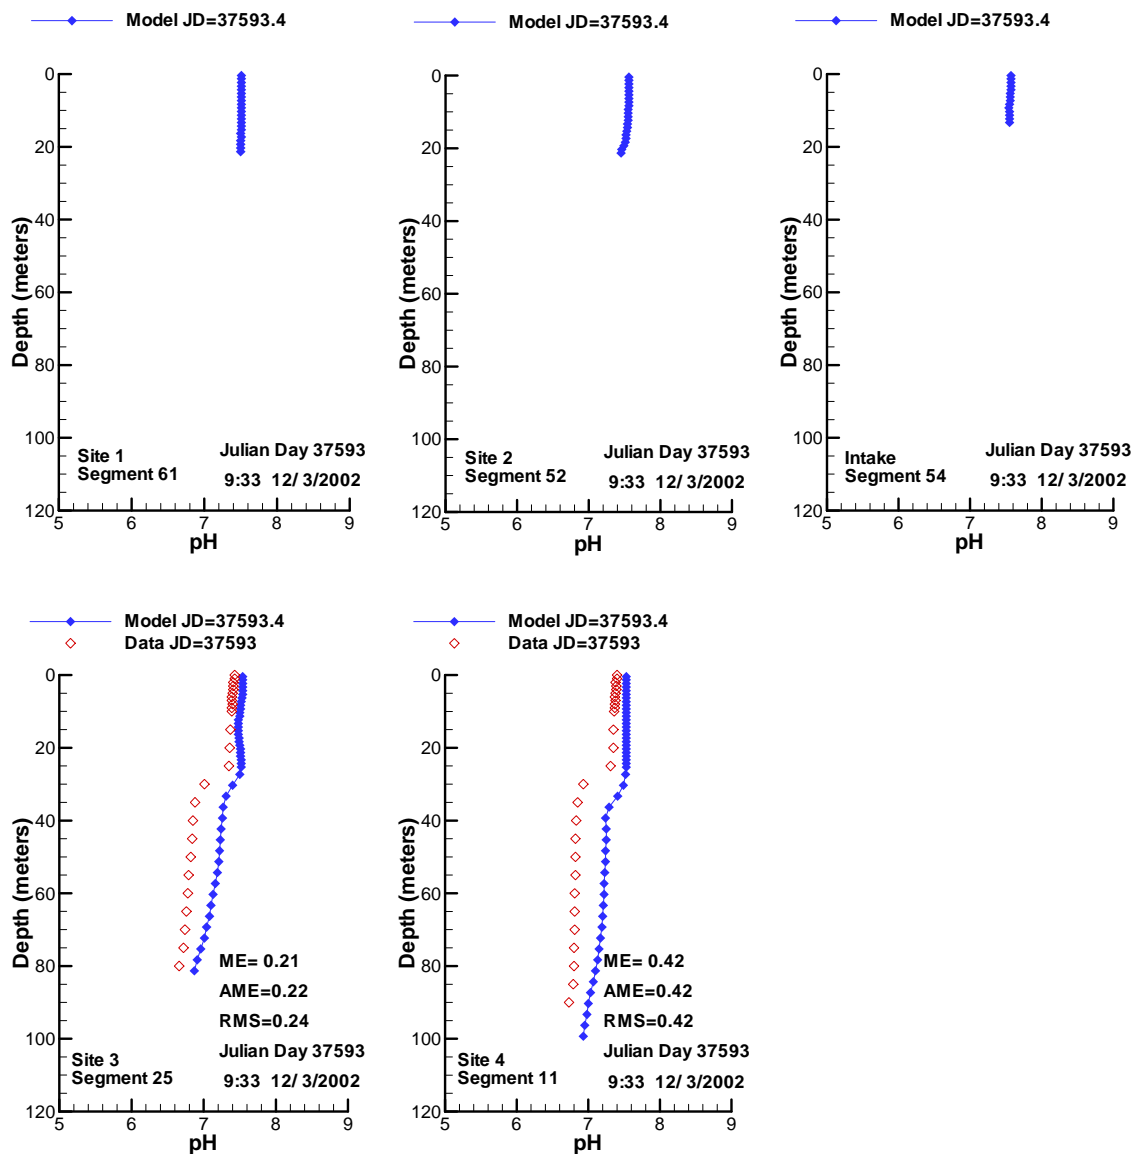 Model JD=37593.4
0
20
40
60
80
100
120
Depth (meters)
Site 1
Segment 61
Julian Day 37593
9:33 12/ 3/2002
5 6 7 8 9
pH
Model JD=37593.4
0
20
40
60
80
100
120
Depth (meters)
Site 2
Segment 52
Julian Day 37593
9:33 12/ 3/2002
5 6 7 8 9
pH
Model JD=37593.4
0
20
40
60
80
100
120
Depth (meters)
Intake
Segment 54
Julian Day 37593
9:33 12/ 3/2002
5 6 7 8 9
pH
Model JD=37593.4
Data JD=37593
0
20
40
60
80
100
120
Depth (meters)
ME= 0.21
AME=0.22
RMS=0.24
Site 3
Segment 25
Julian Day 37593
9:33 12/ 3/2002
5 6 7 8 9
pH
Model JD=37593.4
Data JD=37593
0
20
40
60
80
100
120
Depth (meters)
ME= 0.42
AME=0.42
RMS=0.42
Site 4
Segment 11
Julian Day 37593
9:33 12/ 3/2002
5 6 7 8 9
pH